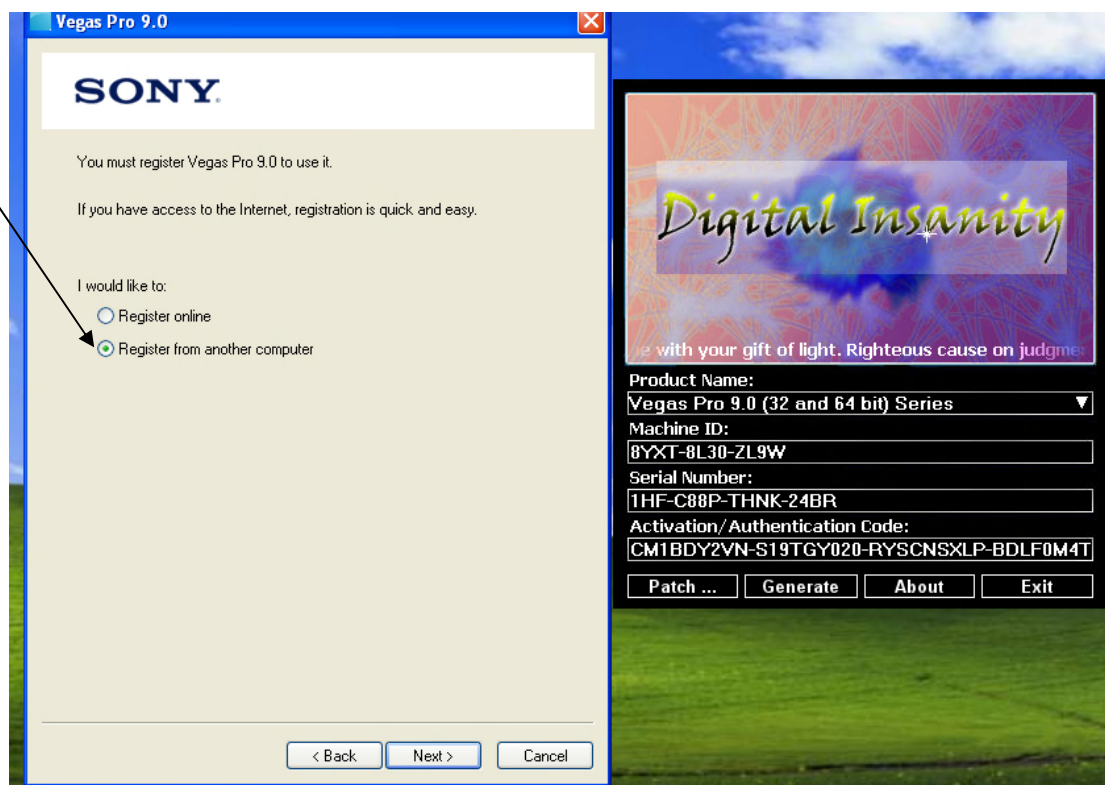 Vegas Pro 9.0
SONY
You must register Vegas Pro 9.0 to use it.
If you have access to the Internet, registration is quick and easy.
I would like to:
Register online
Register from another computer
< Back
Next >
Cancel
Digital Insanity
with your gift of light. Righteous cause on
Product Name:
Vegas Pro 9.0 (32 and 64 bit) Series
Machine ID:
8YXT-8L30-ZL9W
Serial Number:
1HF-C88P-THNK-24BR
Activation/Authentication Code:
CM1BDY2VN-S19TGY020-RYSCNSXLP-BDLF0M4T
Patch ...
Generate
About
Exit